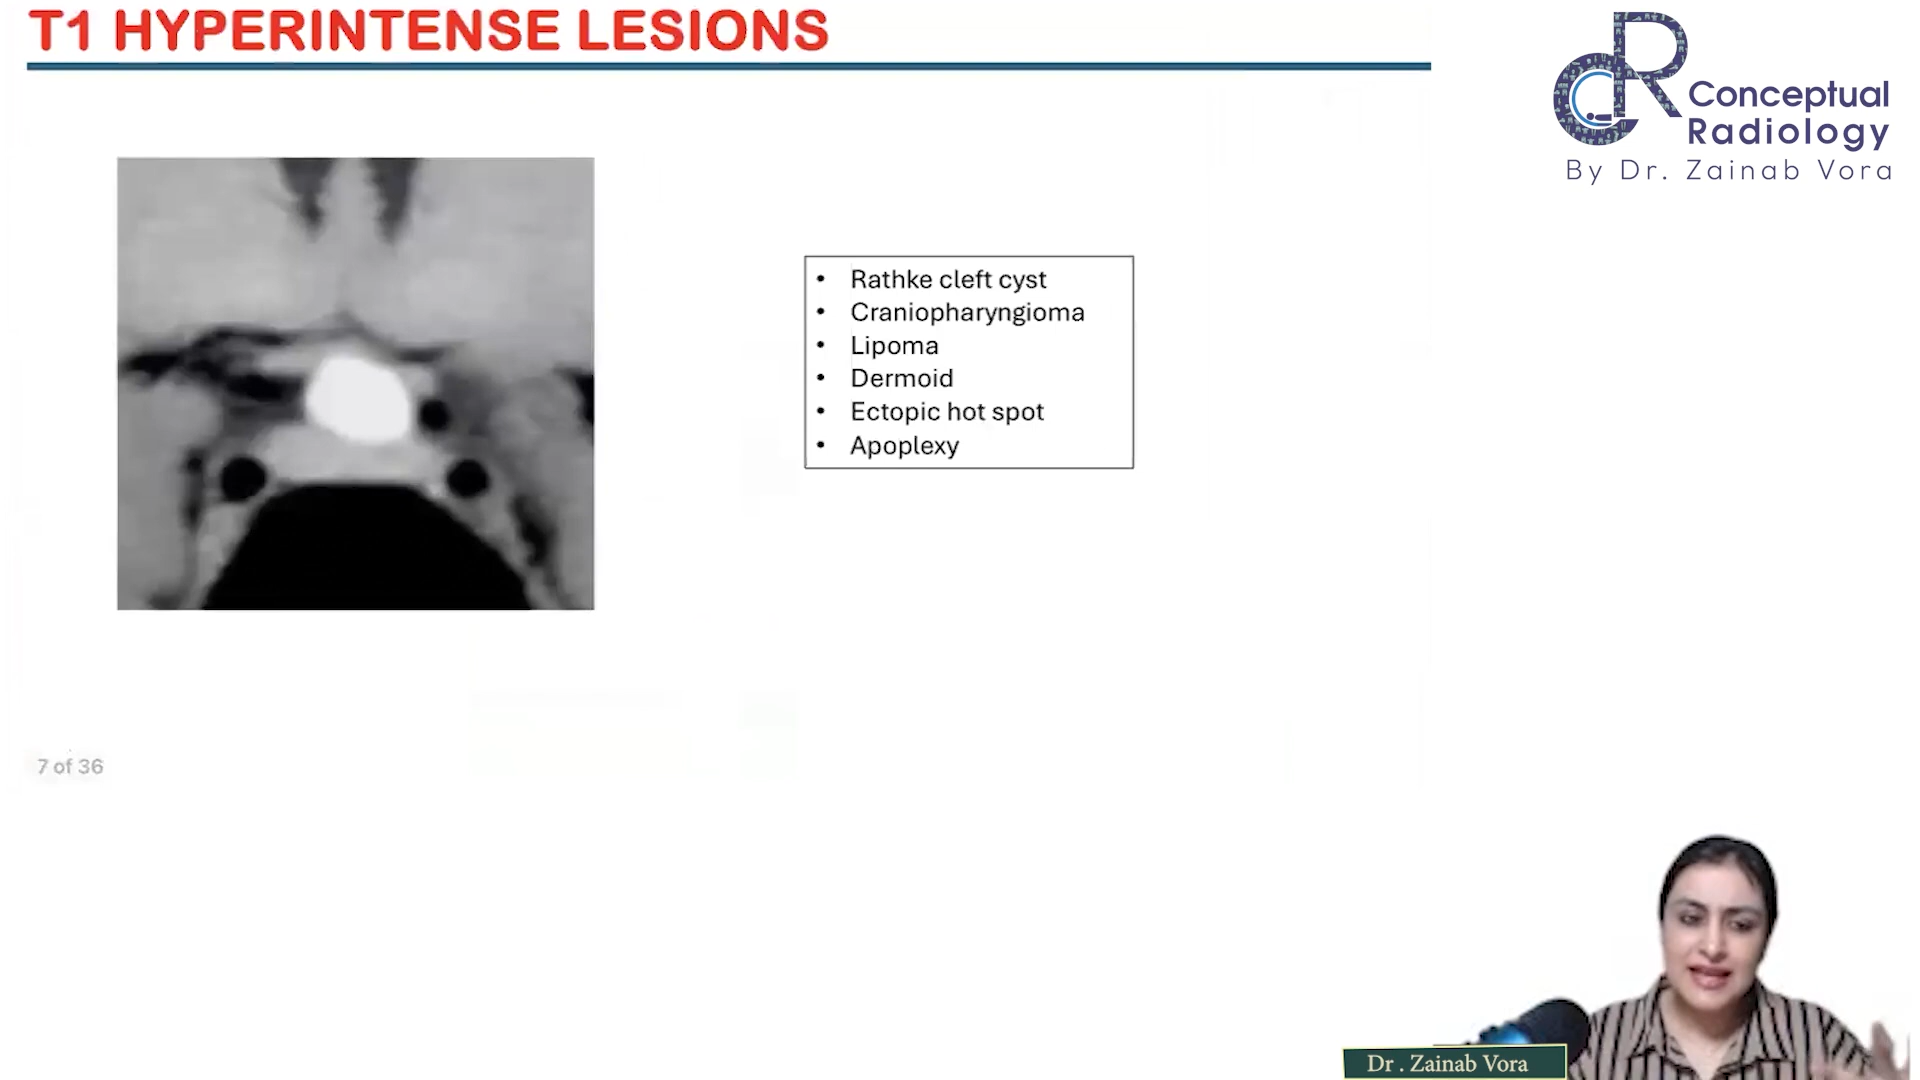 T1 HYPERINTENSE LESIONS
Conceptual
Radiology
By Dr. Zainab Vora
• Rathke cleft cyst
• Craniopharyngioma
• Lipoma
• Dermoid
• Ectopic hot spot
• Apoplexy
7 of 36
Dr . Zainab Vora